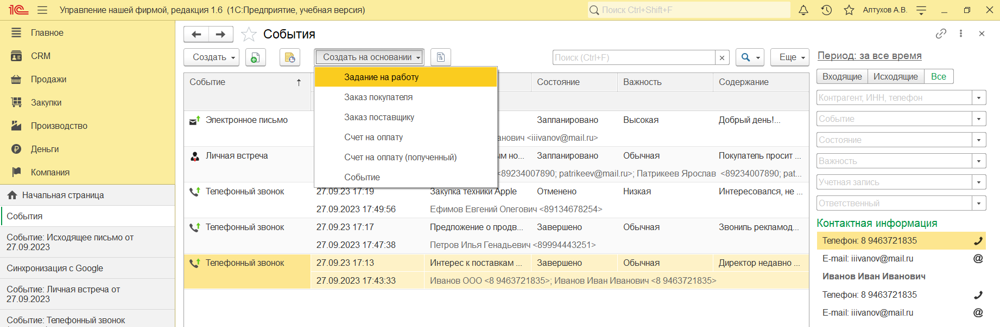 1С Управление нашей фирмой, редакция 1.6 (1С:Предприятие, учебная версия)
Поиск Ctrl+Shift+F
Алтухов А.В.
Главное
CRM
Продажи
Закупки
Производство
Деньги
Компания
Начальная страница
События
Событие: Исходящее письмо от
27.09.2023
Синхронизация с Google
Событие: Личная встреча от
27.09.2023
Событие: Телефонный звонок
События
Создать
Создать на основании
Поиск (Ctrl+F)
Еще
Задание на работу
Заказ покупателя
Заказ поставщику
Счет на оплату
Счет на оплату (полученный)
Событие
Событие Состояние Важность Содержание
Электронное письмо Запланировано Высокая Добрый день!...
анович <iiivanov@mail.ru>
Личная встреча ым но... Запланировано Обычная Покупатель просит ...
<89234007890; patrikeev@mail.ru>; Патрикеев Ярослав <89234007890; pat...
Телефонный звонок 27.09.23 17:19 Закупка техники Apple Отменено Низкая Интересовался, не ...
27.09.2023 17:49:56 Ефимов Евгений Олегович <89134678254>
Телефонный звонок 27.09.23 17:17 Предложение о продв... Завершено Обычная Звониль рекламод...
27.09.2023 17:47:38 Петров Илья Генадьевич <89994443251>
Телефонный звонок 27.09.23 17:13 Интерес к поставкам ... Завершено Обычная Директор недавно ...
27.09.2023 17:43:33 Иванов ООО <8 9463721835>; Иванов Иван Иванович <8 9463721835>
Период: за все время
Входящие Исходящие Все
Контрагент, ИНН, телефон
Событие
Состояние
Важность
Учетная запись
Ответственный
Контактная информация
Телефон: 8 9463721835
E-mail: iiivanov@mail.ru
Иванов Иван Иванович
Телефон: 8 9463721835
E-mail: iiivanov@mail.ru